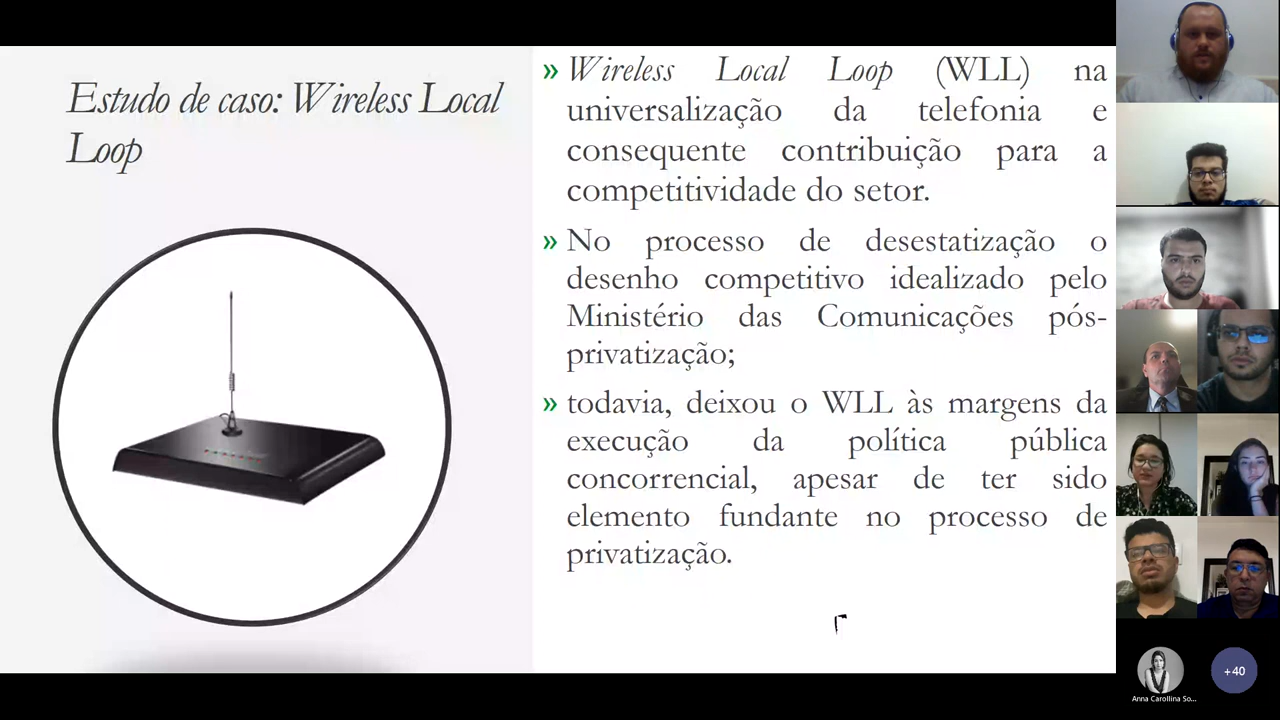 Estudo de caso: Wireless Local
Loop
» Wireless Local Loop (WLL) na
universalização da telefonia e
consequente contribuição para a
competitividade do setor.
» No processo de desestatização o
desenho competitivo idealizado pelo
Ministério das Comunicações pós-
privatização;
» todavia, deixou o WLL às margens da
execução da política pública
concorrencial, apesar de ter sido
elemento fundante no processo de
privatização.
Anna Carollina So...
+40